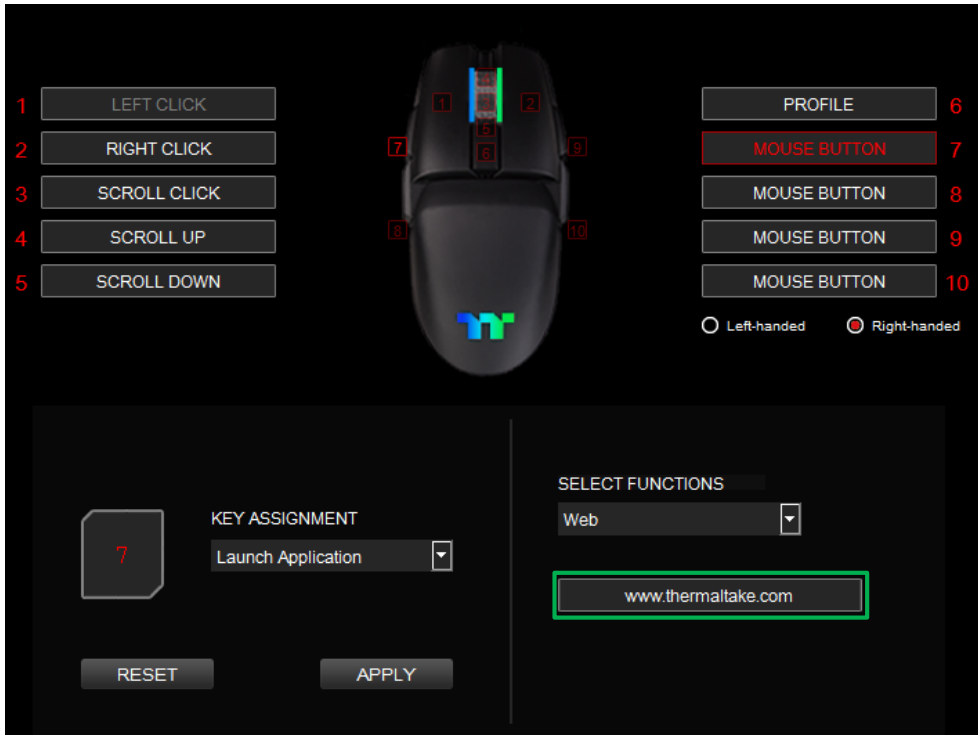 1 LEFT CLICK
2 RIGHT CLICK
3 SCROLL CLICK
4 SCROLL UP
5 SCROLL DOWN
1
2
5
6
7
9
8
10
PROFILE 6
MOUSE BUTTON 7
MOUSE BUTTON 8
MOUSE BUTTON 9
MOUSE BUTTON 10
Left-handed Right-handed
7
KEY ASSIGNMENT
Launch Application
RESET APPLY
SELECT FUNCTIONS
Web
www.thermaltake.com